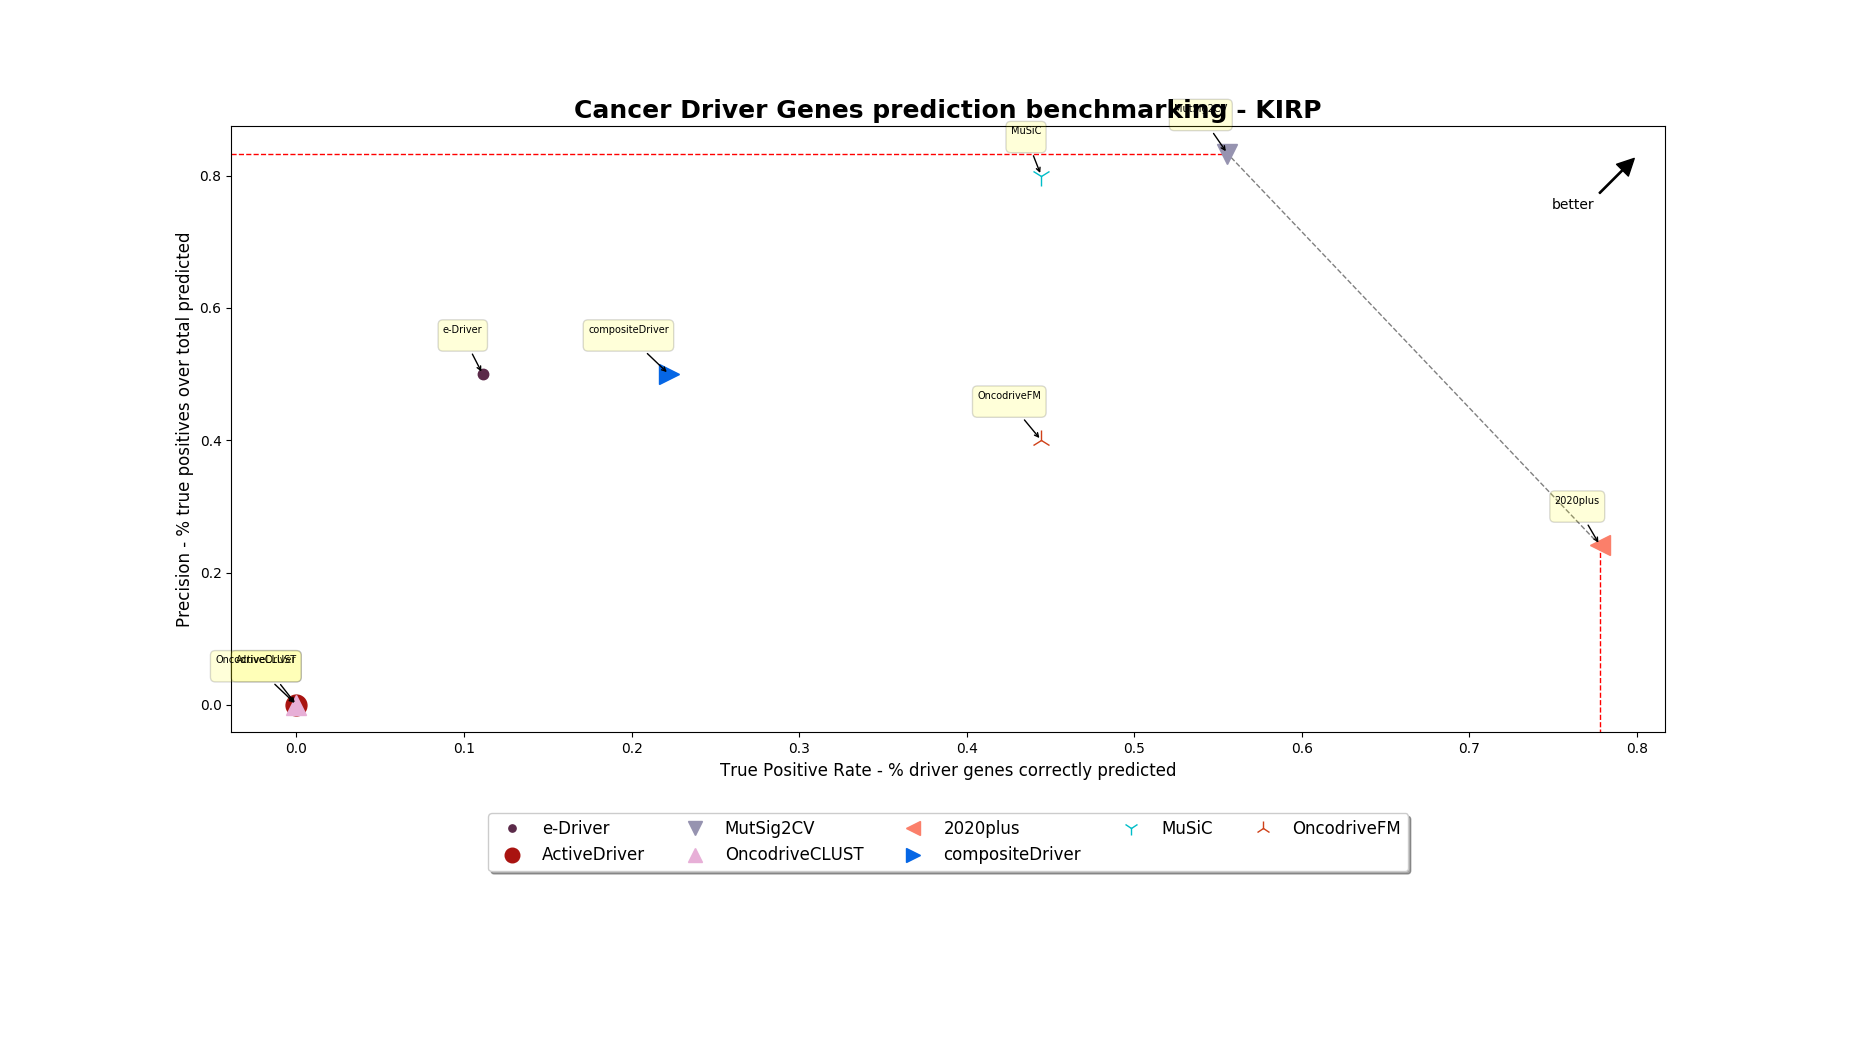 Cancer Driver Genes prediction benchmarking - KIRP
MuSiC
0.8
better
Precision - % true positives over total predicted
0.6
e-Driver
compositeDriver
OncodriveFM
0.4
2020plus
0.2
OncodriveCLUST
ActiveDriver
0.0
0.0 0.1 0.2 0.3 0.4 0.5 0.6 0.7 0.8
True Positive Rate - % driver genes correctly predicted
e-Driver MutSig2CV 2020plus MuSiC OncodriveFM
ActiveDriver OncodriveCLUST compositeDriver